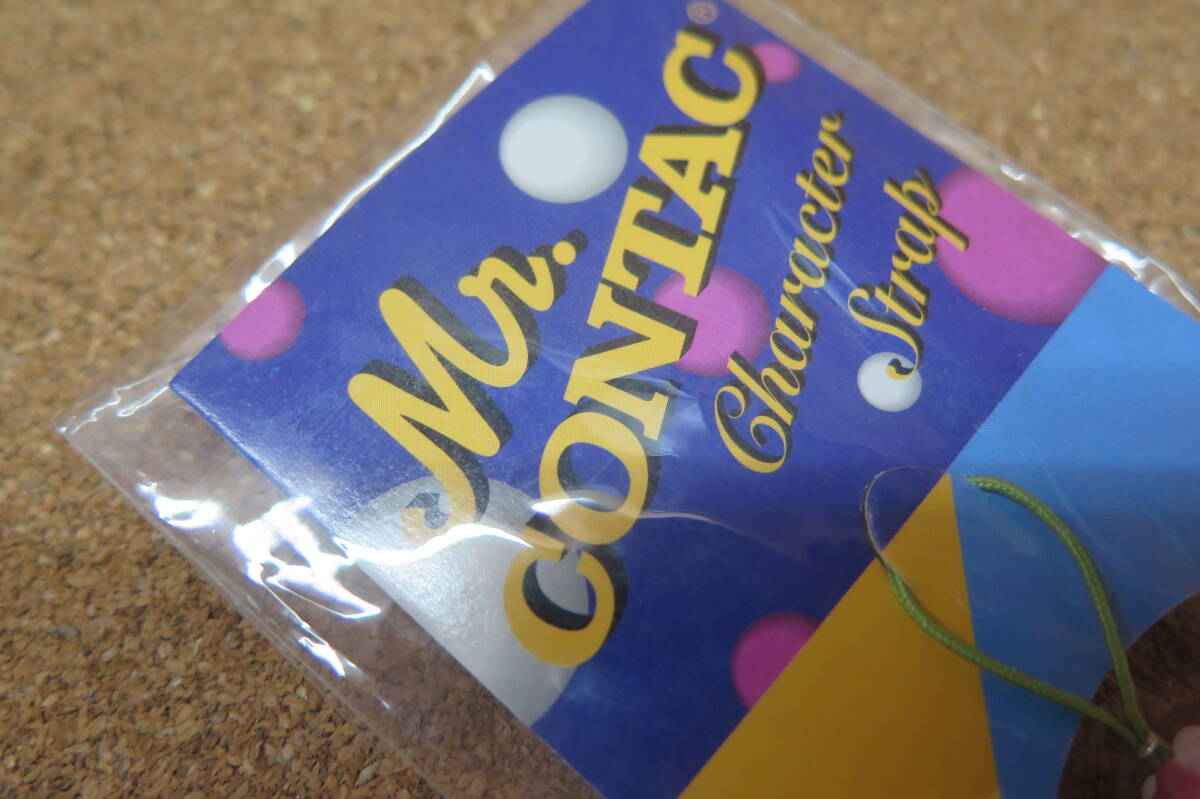 Mr.
CONTAC®
Character
Strap